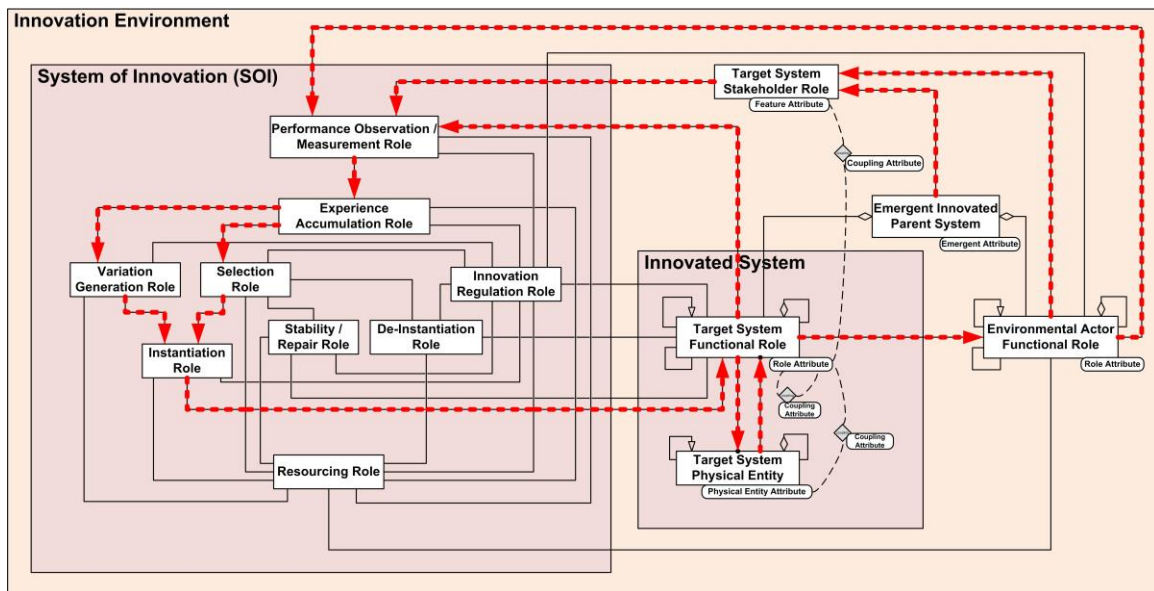 Innovation Environment
System of Innovation (SOI)
Target System
Stakeholder Role
Feature Attribute
Performance Observation /
Measurement Role
Coupling Attribute
Experience
Accumulation Role
Emergent Innovated
Parent System
Emergent Attribute
Innovated System
Variation
Generation Role
Selection
Role
Innovation
Regulation Role
Stability /
Repair Role
De-Instantiation
Role
Target System
Functional Role
Role Attribute
Environmental Actor
Functional Role
Role Attribute
Instantiation
Role
Coupling
Attribute
Coupling
Attribute
Resourcing Role
Target System
Physical Entity
Physical Entity Attribute